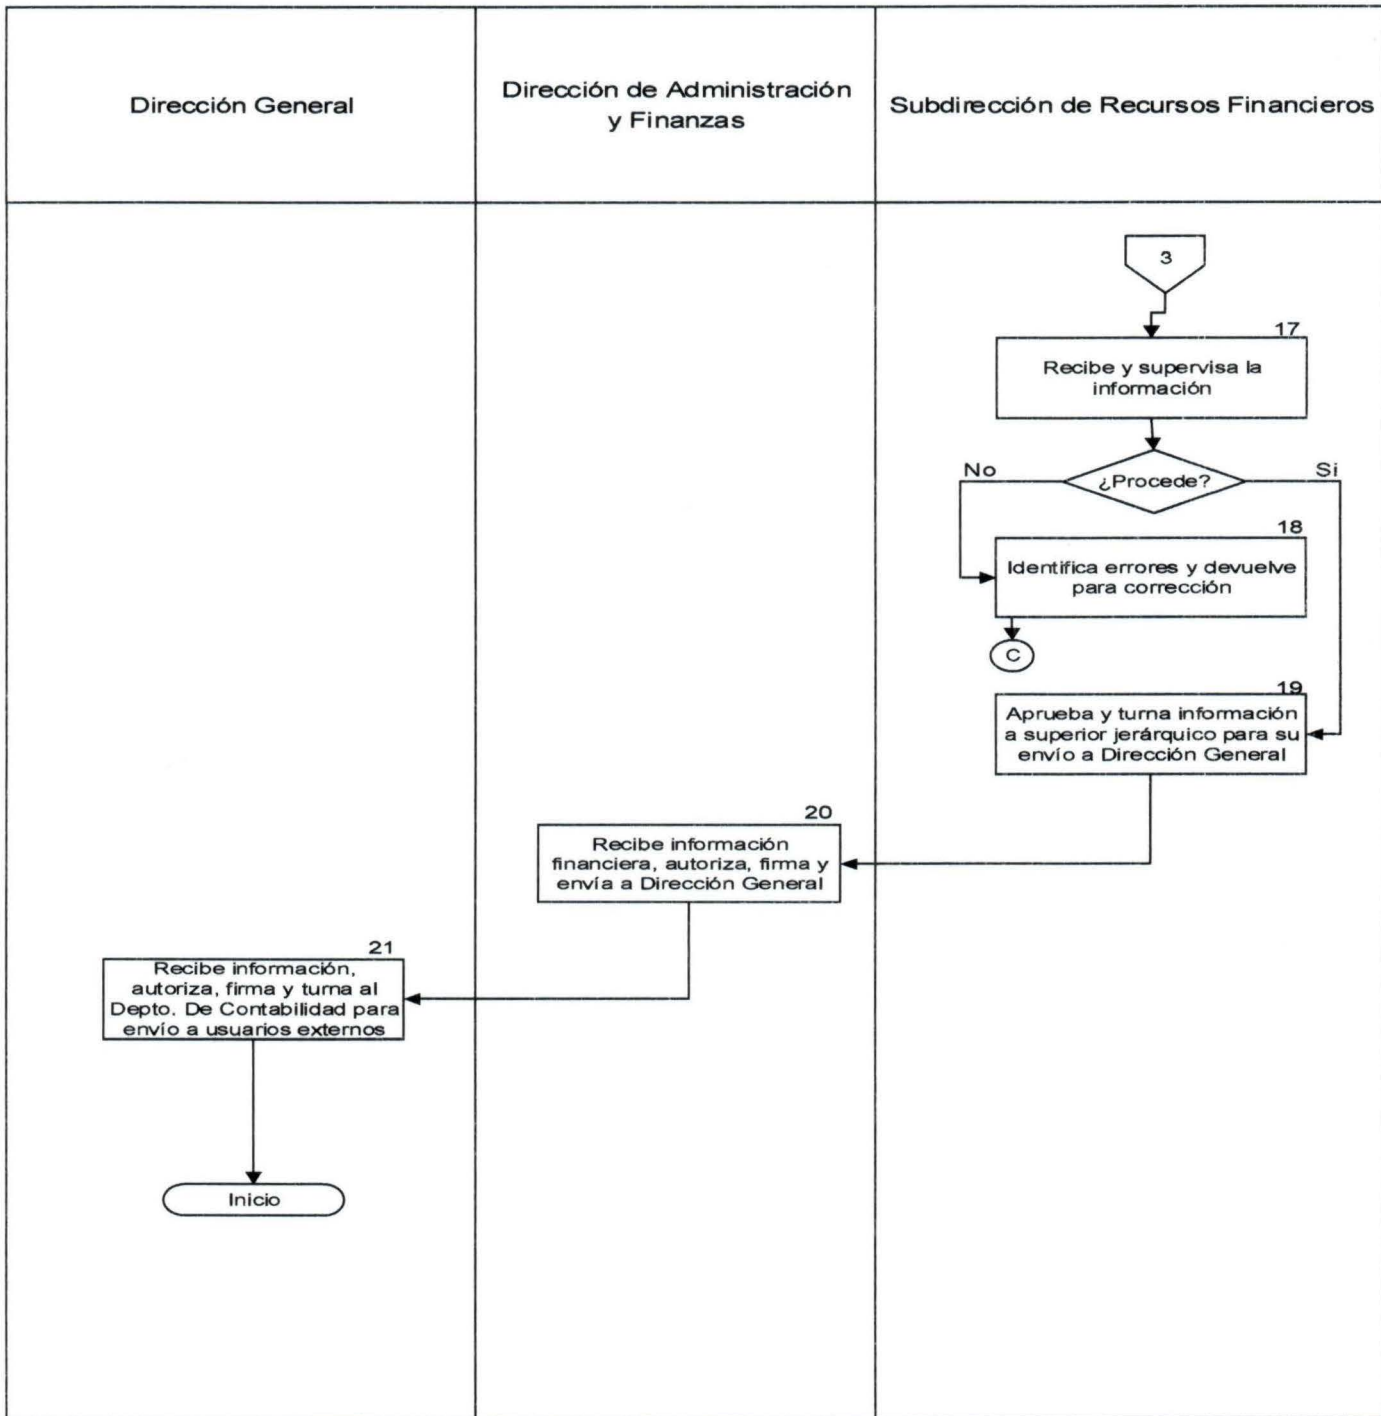 Dirección General
Dirección de Administración
y Finanzas
Subdirección de Recursos Financieros
3
17
Recibe y supervisa la
información
No
¿Procede?
Si
18
Identifica errores y devuelve
para corrección
C
19
Aprueba y turna información
a superior jerárquico para su
envío a Dirección General
20
Recibe información
financiera, autoriza, firma y
envía a Dirección General
21
Recibe información,
autoriza, firma y turna al
Depto. De Contabilidad para
envío a usuarios externos
Inicio